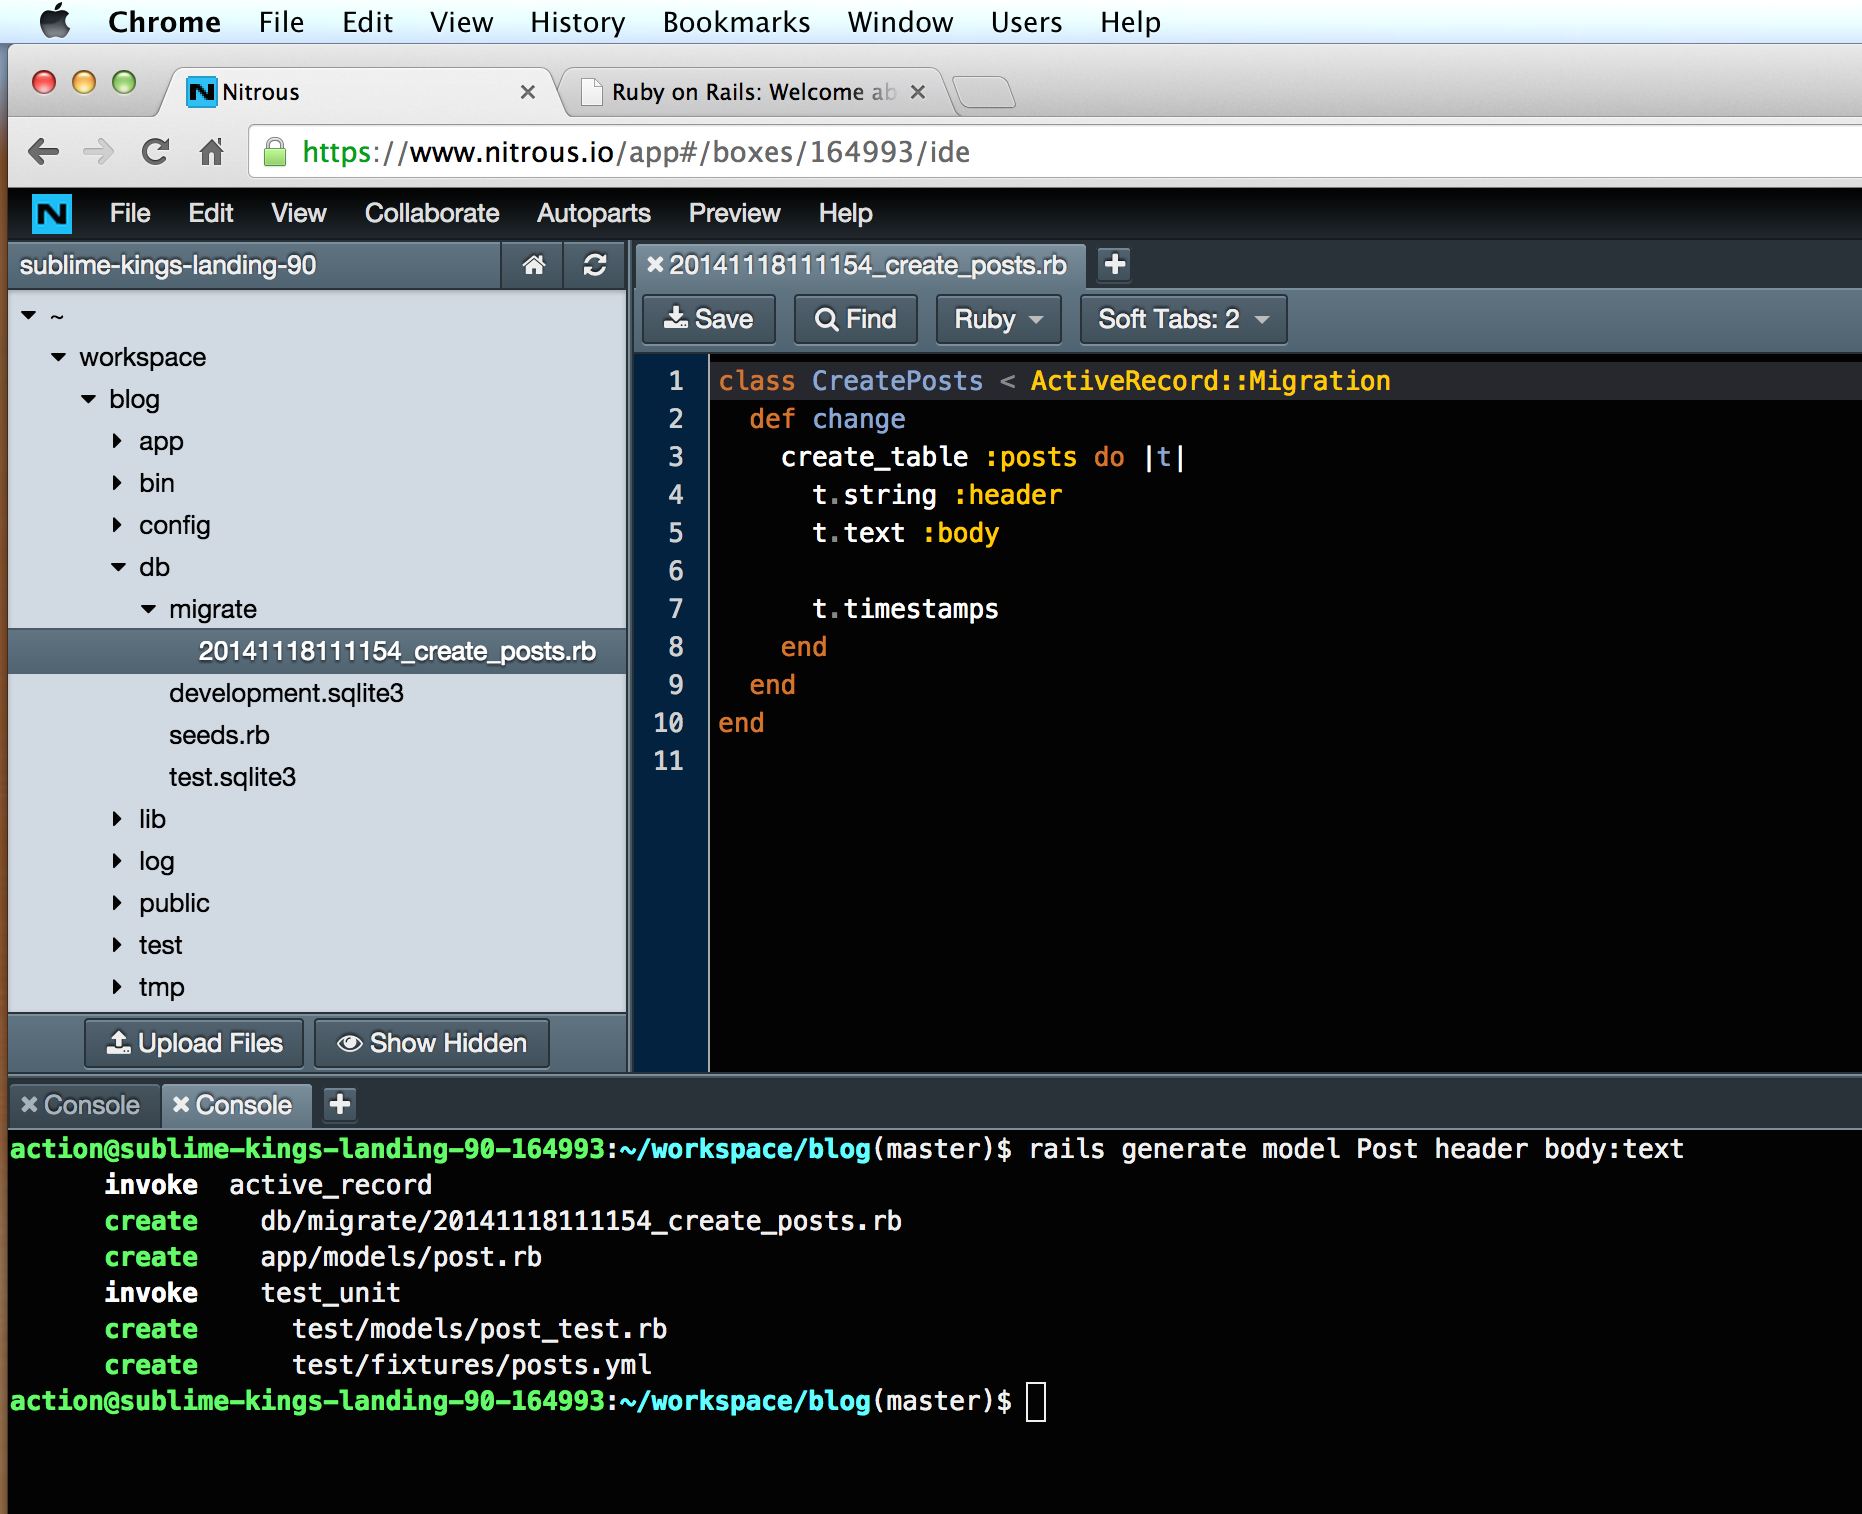 Chrome File Edit View History Bookmarks Window Users Help
Nitrous
Ruby on Rails: Welcome ab
https://www.nitrous.io/app#/boxes/164993/ide
N File Edit View Collaborate Autoparts Preview Help
sublime-kings-landing-90
~
workspace
blog
app
bin
config
db
migrate
20141118111154_create_posts.rb
development.sqlite3
seeds.rb
test.sqlite3
lib
log
public
test
tmp
Upload Files Show Hidden
20141118111154_create_posts.rb
Save Find Ruby Soft Tabs: 2
1 class CreatePosts < ActiveRecord::Migration
2   def change
3     create_table :posts do |t|
4       t.string :header
5       t.text :body
6
7       t.timestamps
8     end
9   end
10 end
11
Console Console
action@sublime-kings-landing-90-164993:~/workspace/blog(master)$ rails generate model Post header body:text
      invoke  active_record
      create    db/migrate/20141118111154_create_posts.rb
      create    app/models/post.rb
      invoke    test_unit
      create      test/models/post_test.rb
      create      test/fixtures/posts.yml
action@sublime-kings-landing-90-164993:~/workspace/blog(master)$